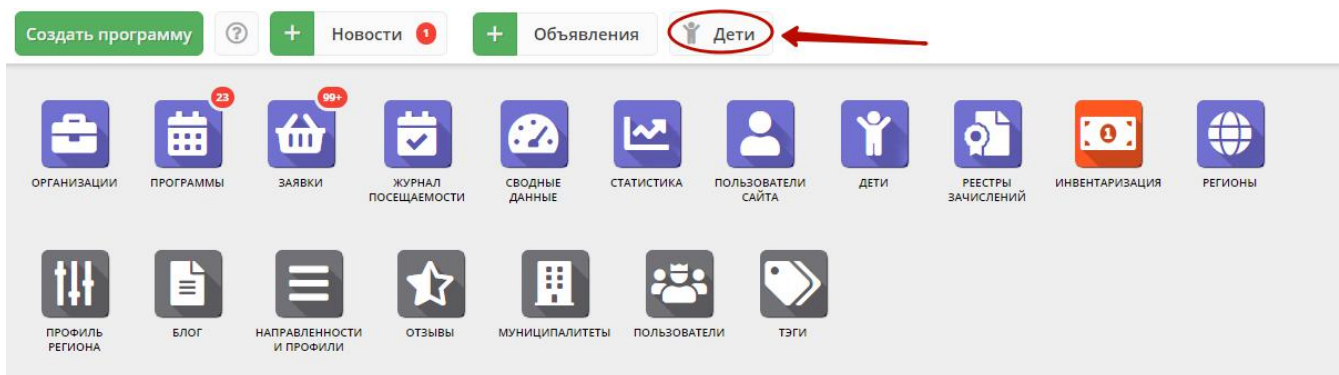 Создать программу ? + Новости 1 + Объявления Дети
23 99+
1
ОРГАНИЗАЦИИ ПРОГРАММЫ ЗАЯВКИ ЖУРНАЛ СВОДНЫЕ СТАТИСТИКА ПОЛЬЗОВАТЕЛИ ДЕТИ РЕЕСТРЫ ИНВЕНТАРИЗАЦИЯ РЕГИОНЫ
ПОСЕЩАЕМОСТИ ДАННЫЕ САЙТА ЗАЧИСЛЕНИЙ
ПРОФИЛЬ БЛОГ НАПРАВЛЕННОСТИ ОТЗЫВЫ МУНИЦИПАЛИТЕТЫ ПОЛЬЗОВАТЕЛИ ТЭГИ
РЕГИОНА И ПРОФИЛИ